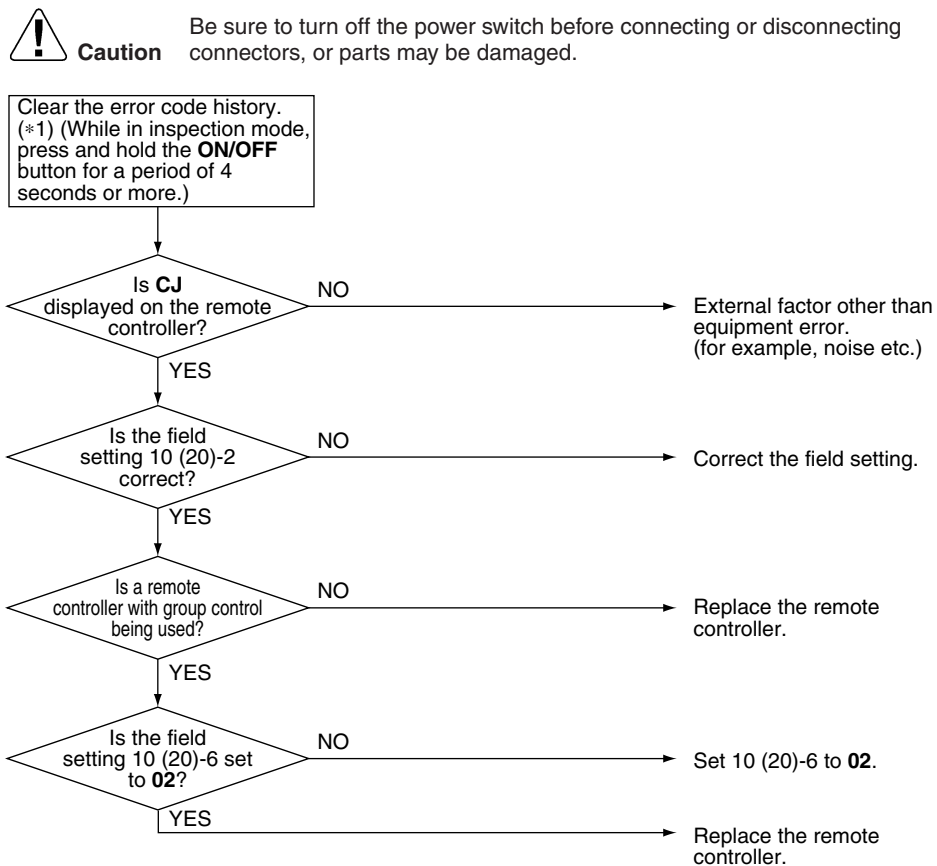 Be sure to turn off the power switch before connecting or disconnecting
Caution connectors, or parts may be damaged.
Clear the error code history.
(*1) (While in inspection mode,
press and hold the ON/OFF
button for a period of 4
seconds or more.)
Is CJ
displayed on the remote
controller?
NO
External factor other than
equipment error.
(for example, noise etc.)
YES
Is the field
setting 10 (20)-2
correct?
NO
Correct the field setting.
YES
Is a remote
controller with group control
being used?
NO
Replace the remote
controller.
YES
Is the field
setting 10 (20)-6 set
to 02?
NO
Set 10 (20)-6 to 02.
YES
Replace the remote
controller.